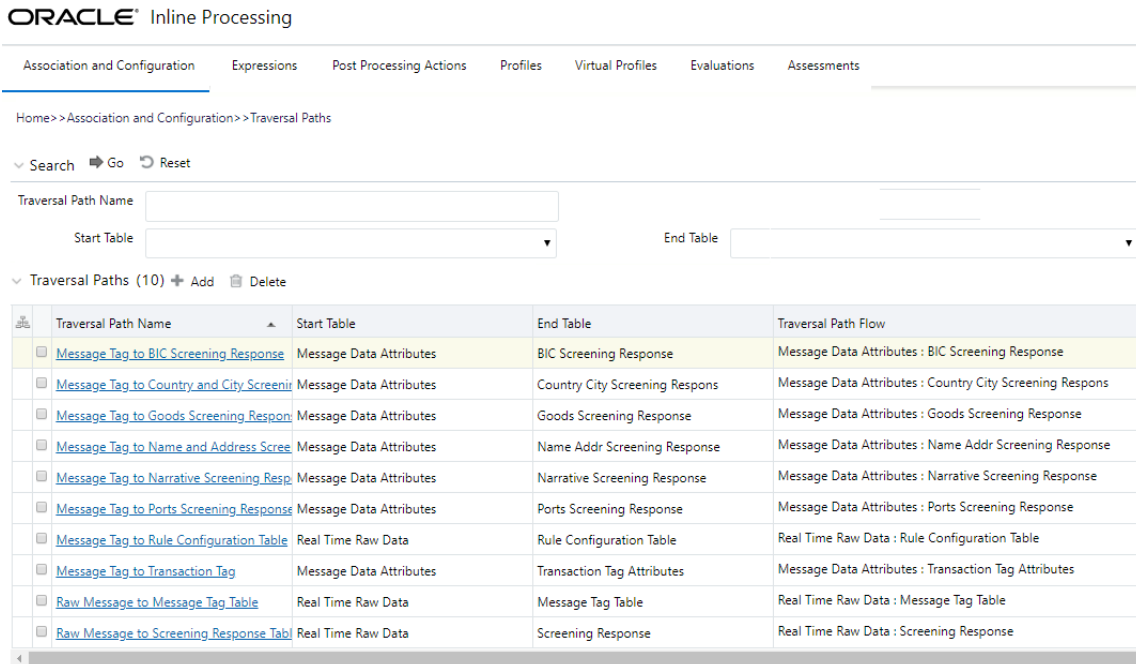 ORACLE® Inline Processing
Association and Configuration Expressions Post Processing Actions Profiles Virtual Profiles Evaluations Assessments
Home>>Association and Configuration>>Traversal Paths
Search Go Reset
Traversal Path Name
Start Table End Table
Traversal Paths (10) Add Delete
Traversal Path Name Start Table End Table Traversal Path Flow
Message Tag to BIC Screening Response Message Data Attributes BIC Screening Response Message Data Attributes : BIC Screening Response
Message Tag to Country and City Screenin Message Data Attributes Country City Screening Respons Message Data Attributes : Country City Screening Respons
Message Tag to Goods Screening Respons Message Data Attributes Goods Screening Response Message Data Attributes : Goods Screening Response
Message Tag to Name and Address Scree Message Data Attributes Name Addr Screening Response Message Data Attributes : Name Addr Screening Response
Message Tag to Narrative Screening Resp Message Data Attributes Narrative Screening Response Message Data Attributes : Narrative Screening Response
Message Tag to Ports Screening Response Message Data Attributes Ports Screening Response Message Data Attributes : Ports Screening Response
Message Tag to Rule Configuration Table Real Time Raw Data Rule Configuration Table Real Time Raw Data : Rule Configuration Table
Message Tag to Transaction Tag Message Data Attributes Transaction Tag Attributes Message Data Attributes : Transaction Tag Attributes
Raw Message to Message Tag Table Real Time Raw Data Message Tag Table Real Time Raw Data : Message Tag Table
Raw Message to Screening Response Tabl Real Time Raw Data Screening Response Real Time Raw Data : Screening Response